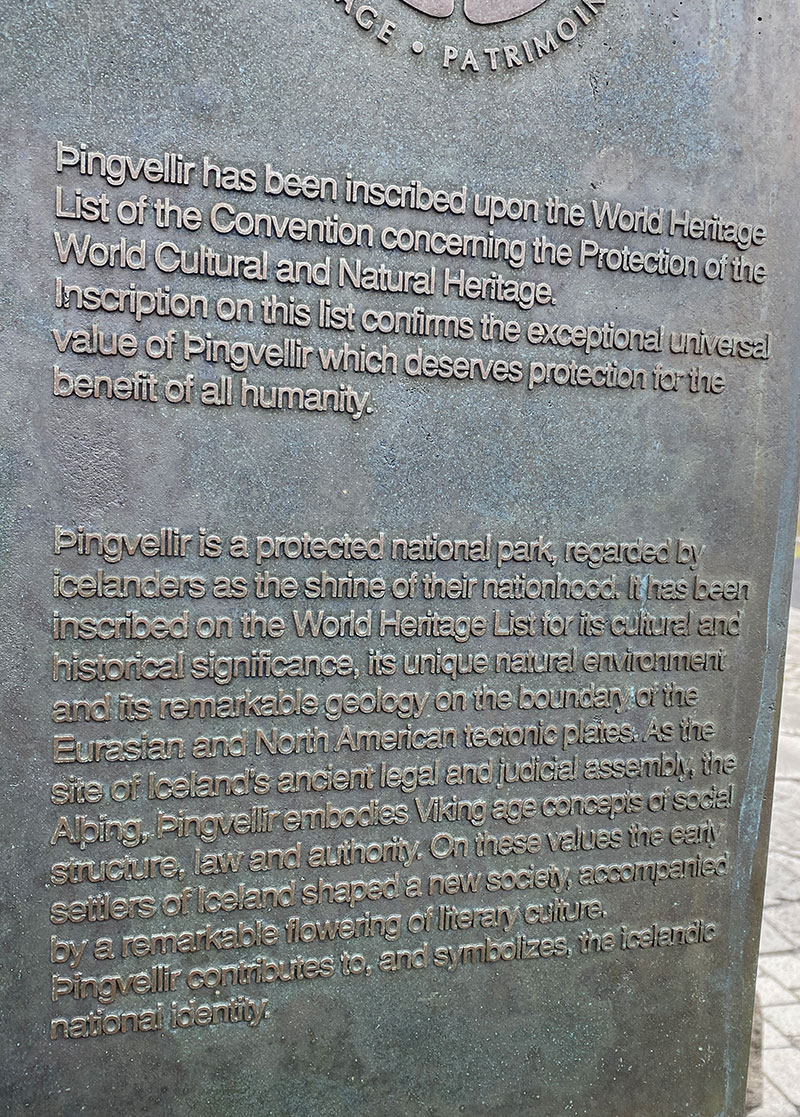 AGE • PATRIMOIN
Þingvellir has been inscribed upon the World Heritage
List of the Convention concerning the Protection of the
World Cultural and Natural Heritage.
Inscription on this list confirms the exceptional universal
value of Þingvellir which deserves protection for the
benefit of all humanity.
Þingvellir is a protected national park, regarded by
icelanders as the shrine of their nationhood. It has been
inscribed on the World Heritage List for its cultural and
historical significance, its unique natural environment
and its remarkable geology on the boundary of the
Eurasian and North American tectonic plates. As the
site of Iceland's ancient legal and judicial assembly, the
Alþing, Þingvellir embodies Viking age concepts of social
structure, law and authority. On these values the early
settlers of Iceland shaped a new society, accompanied
by a remarkable flowering of literary culture.
Þingvellir contributes to, and symbolizes, the icelandic
national identity.